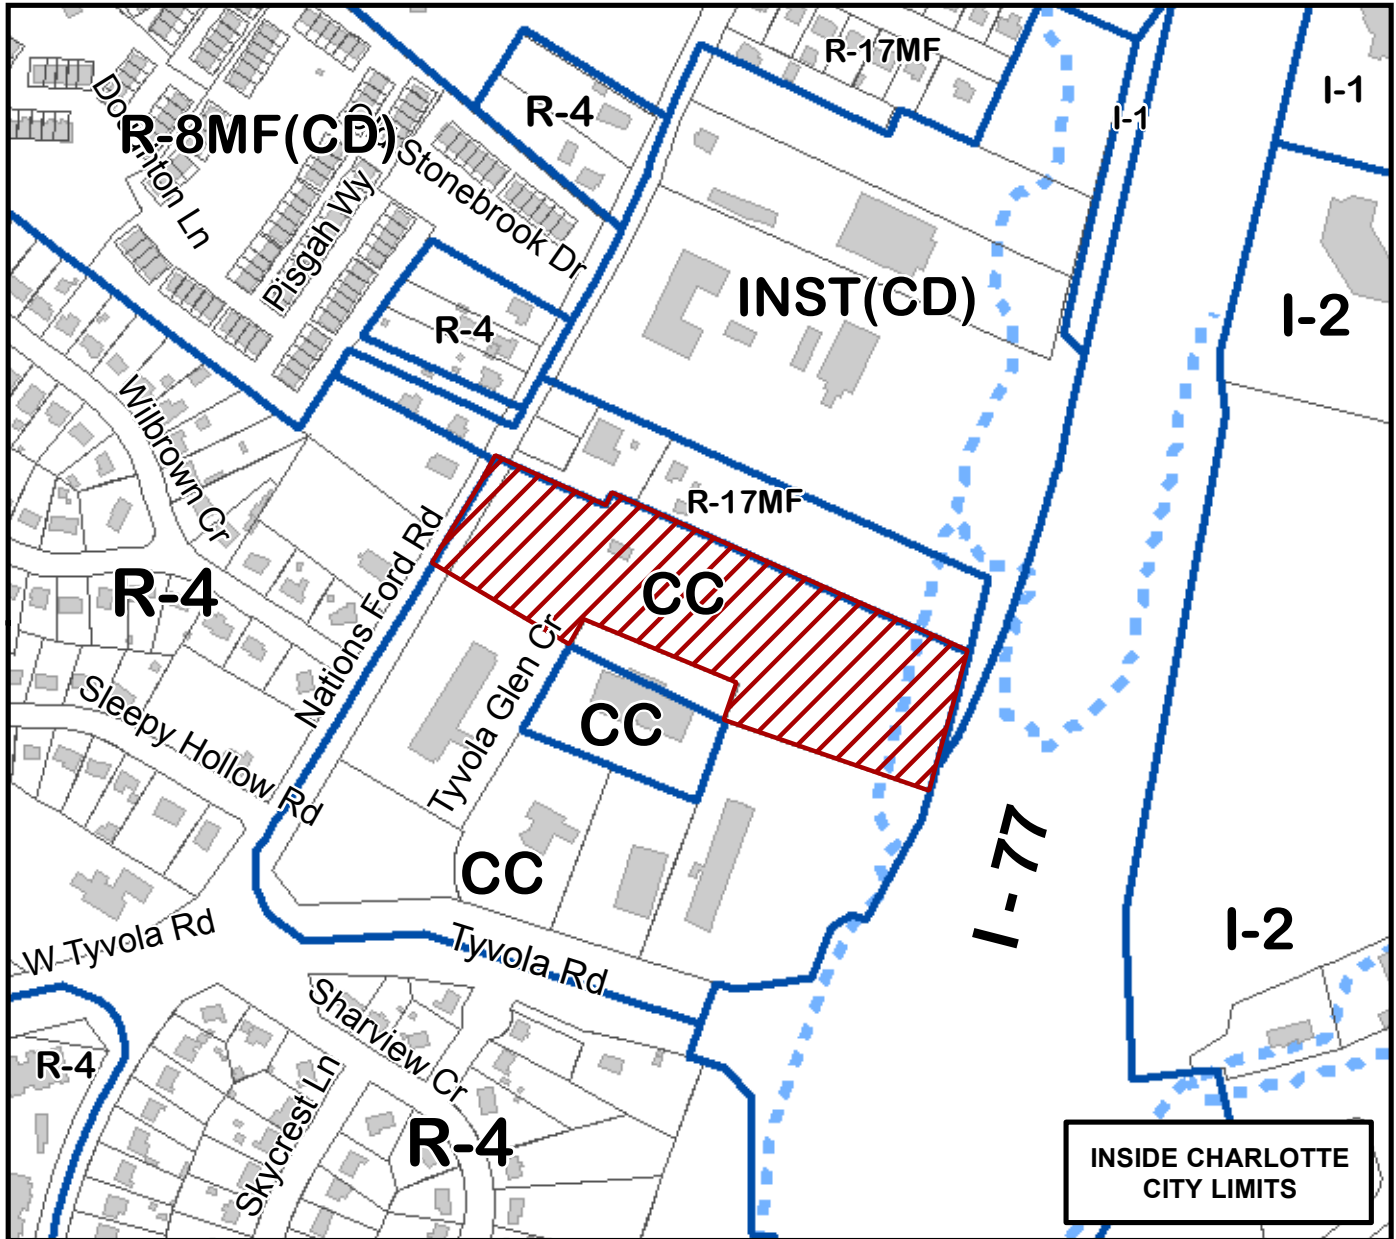 R-17MF
R-4
I-1
I-1
R-8MF(CD)
Stonebrook Dr
Pisgah Wy
INST(CD)
I-2
R-4
Wilbrown Cr
R-17MF
Nations Ford Rd
R-4
CC
Tyvola Glen Cr
Sleepy Hollow Rd
CC
I - 77
CC
W Tyvola Rd
Tyvola Rd
I-2
Sharview Cr
R-4
Skycrest Ln
R-4
INSIDE CHARLOTTE
CITY LIMITS